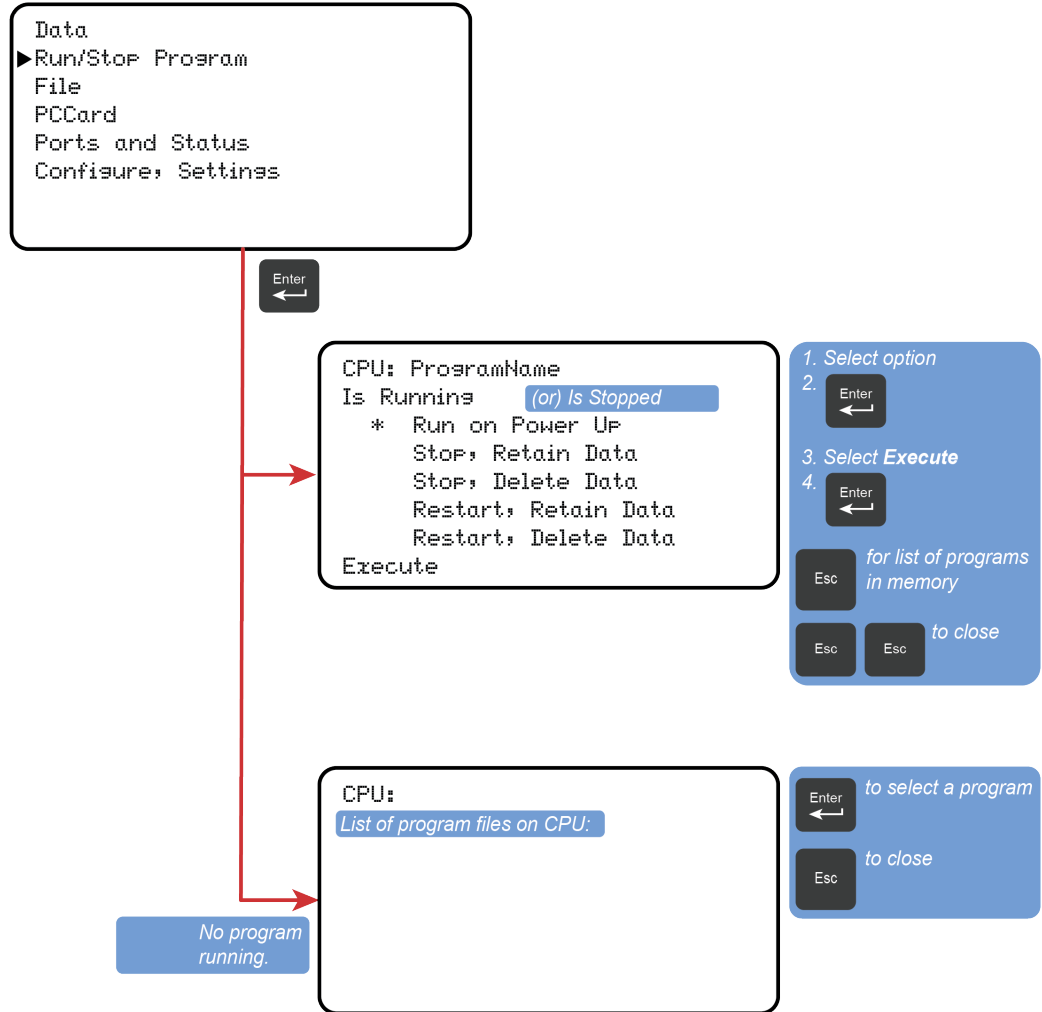 Data
Run/Stop Program
File
PCCard
Ports and Status
Configure, Settings
Enter
CPU: ProgramName
Is Running (or) Is Stopped
* Run on Power Up
Stop, Retain Data
Stop, Delete Data
Restart, Retain Data
Restart, Delete Data
Execute
1. Select option
2. Enter
3. Select Execute
4. Enter
Esc for list of programs
in memory
Esc Esc to close
No program
running.
CPU:
List of program files on CPU:
Enter to select a program
Esc to close